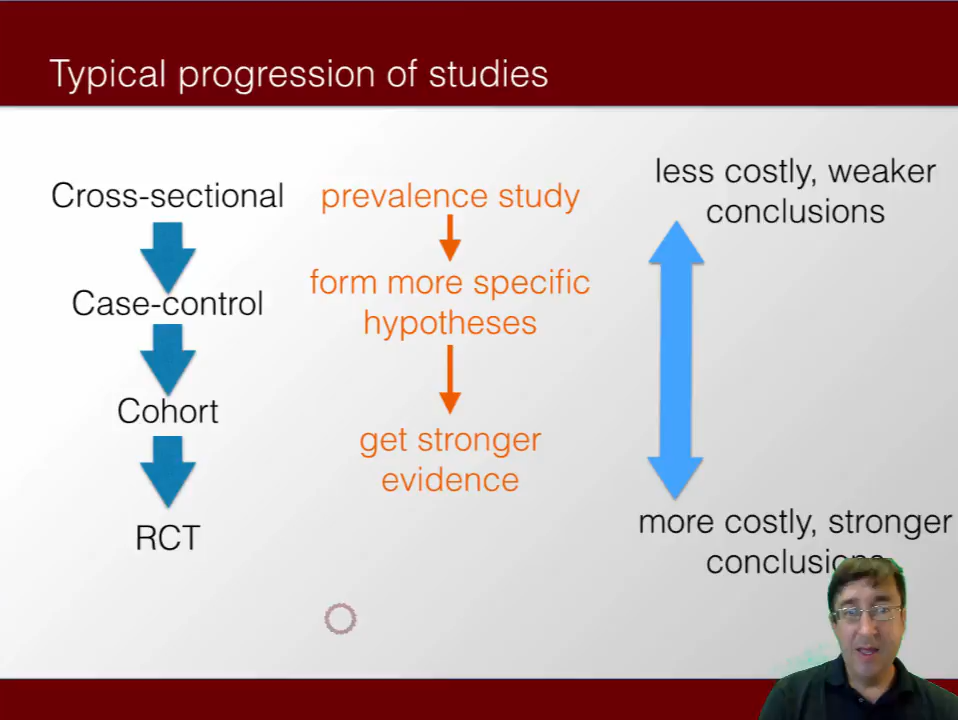 Typical progression of studies
Cross-sectional
prevalence study
less costly, weaker
conclusions
Case-control
form more specific
hypotheses
Cohort
get stronger
evidence
RCT
more costly, stronger
conclusions